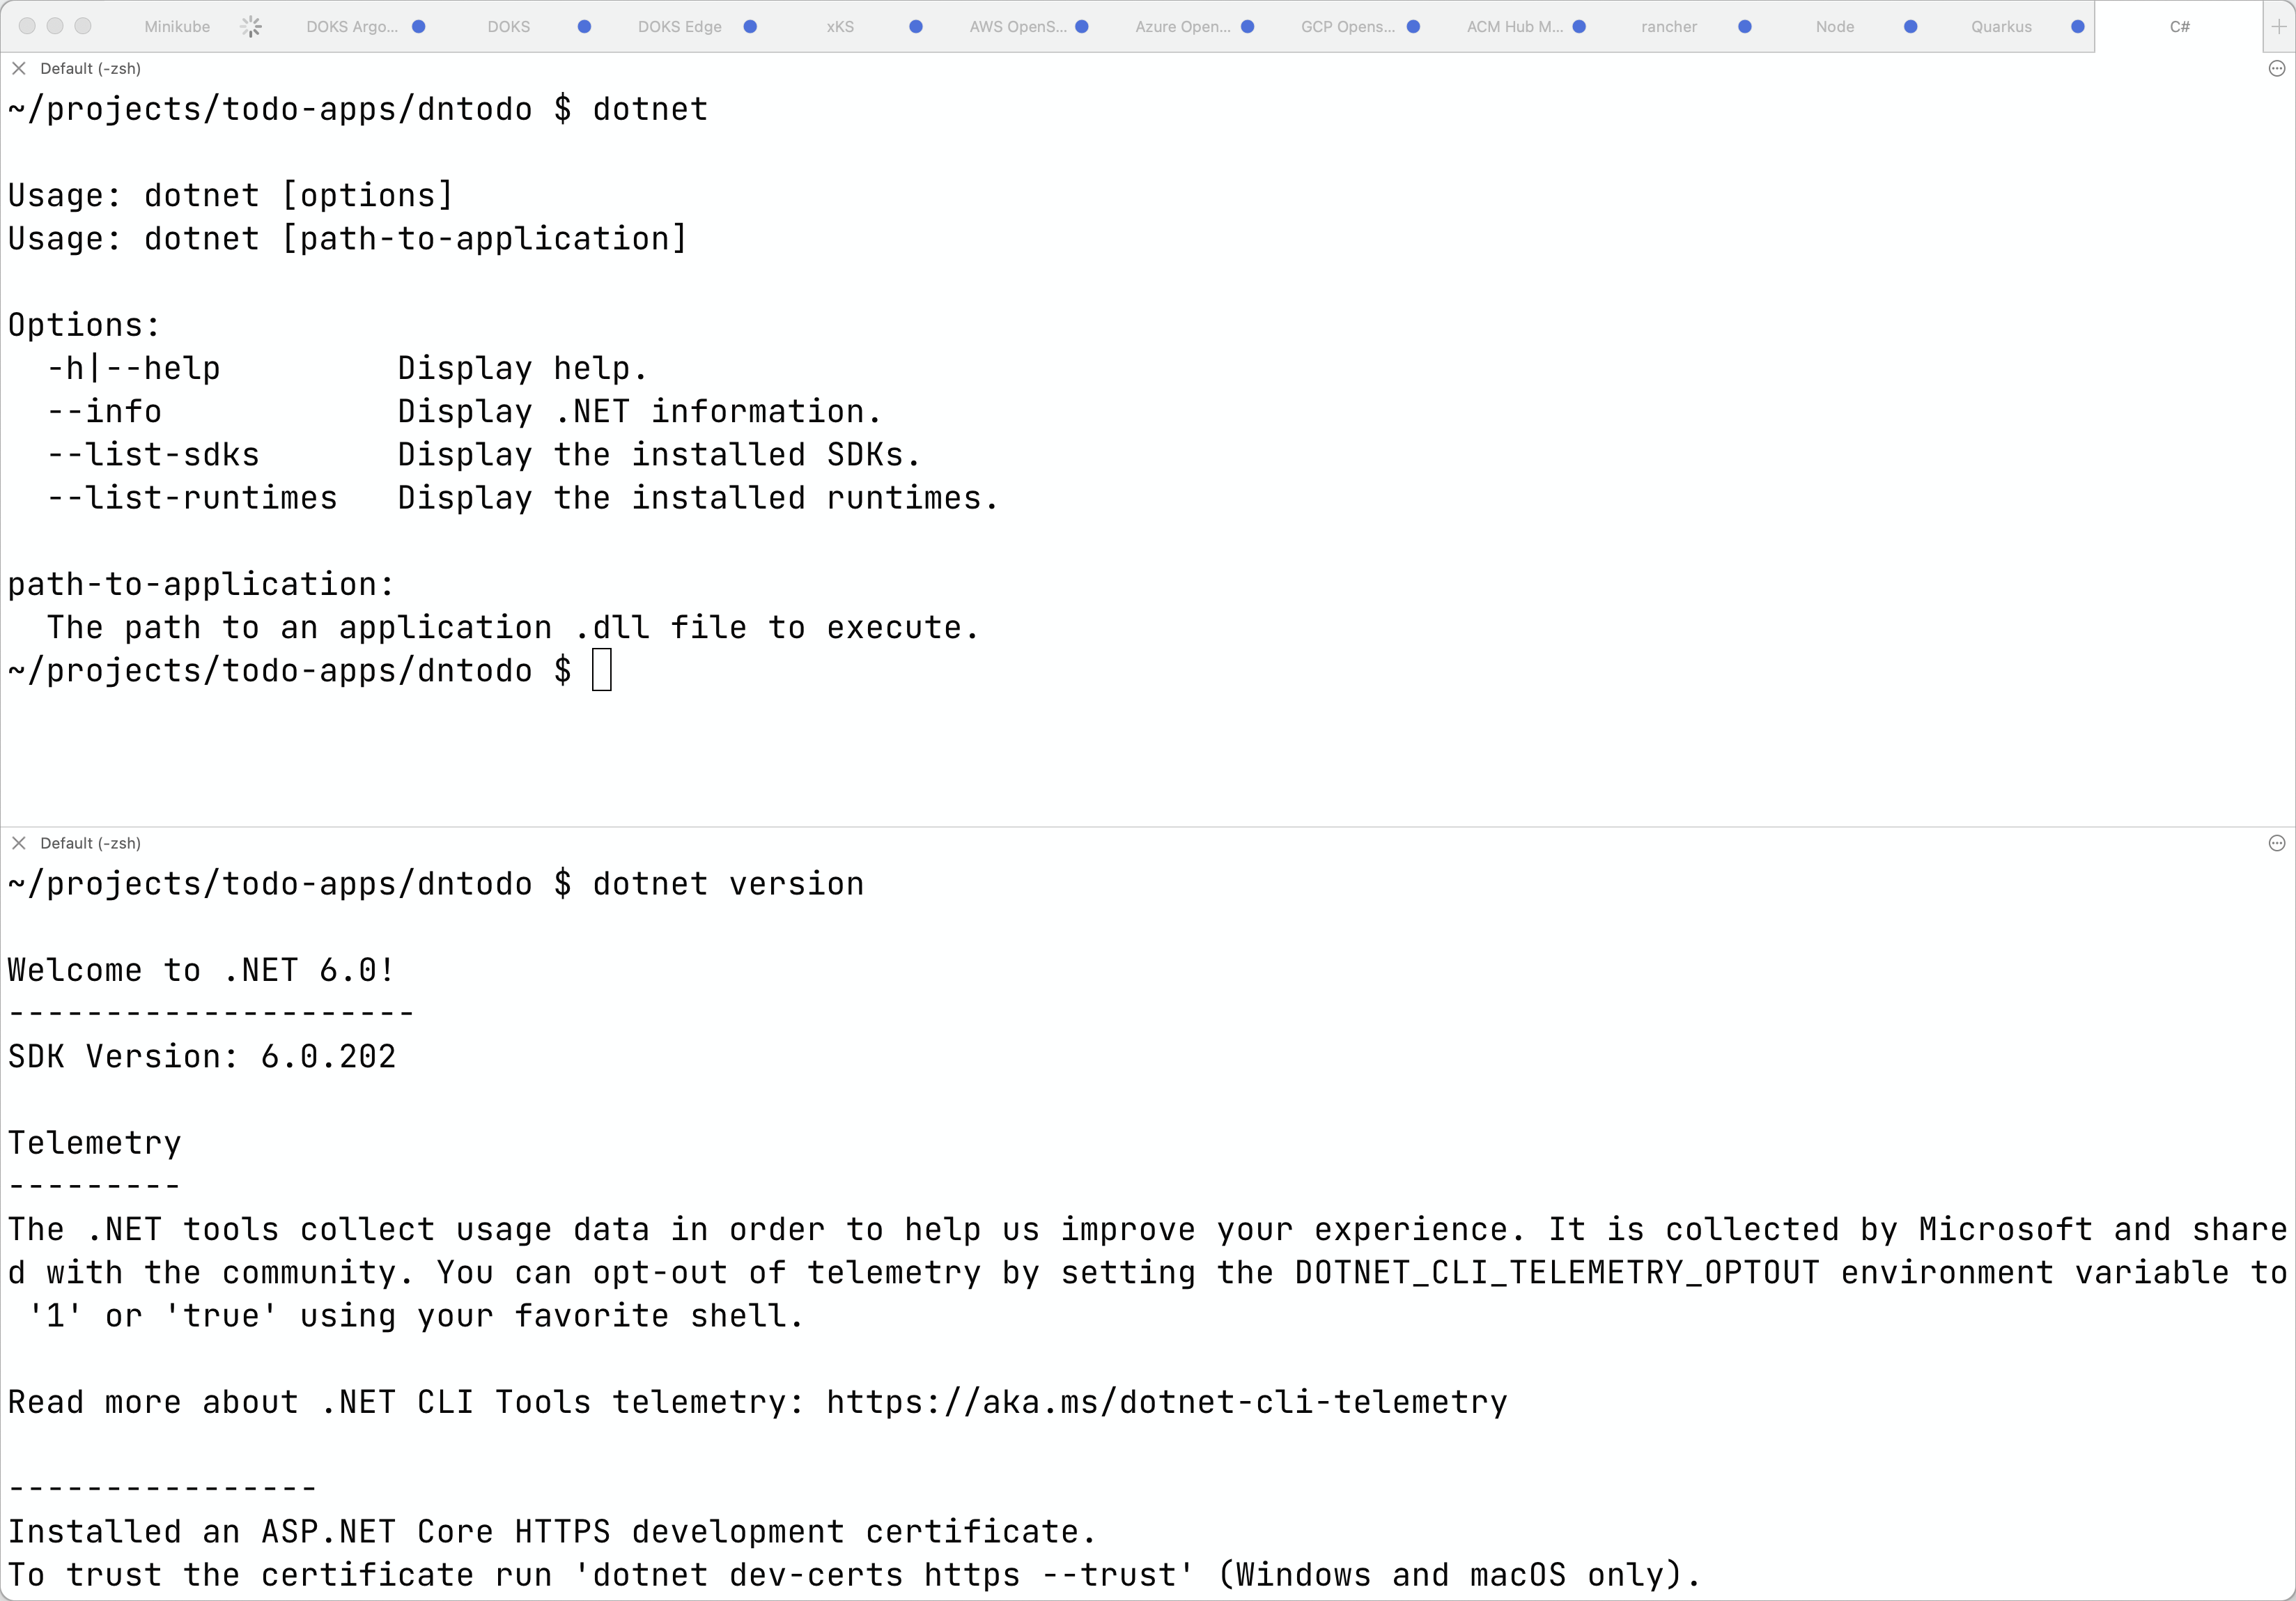 Minikube DOKS Argo... DOKS DOKS Edge xKS AWS OpenS... Azure Open... GCP Opens... ACM Hub M... rancher Node Quarkus C#
Default (-zsh)
~/projects/todo-apps/dntodo $ dotnet
Usage: dotnet [options]
Usage: dotnet [path-to-application]
Options:
-h|--help Display help.
--info Display .NET information.
--list-sdks Display the installed SDKs.
--list-runtimes Display the installed runtimes.
path-to-application:
The path to an application .dll file to execute.
~/projects/todo-apps/dntodo $
Default (-zsh)
~/projects/todo-apps/dntodo $ dotnet version
Welcome to .NET 6.0!
---------------------
SDK Version: 6.0.202
Telemetry
---------
The .NET tools collect usage data in order to help us improve your experience. It is collected by Microsoft and share
d with the community. You can opt-out of telemetry by setting the DOTNET_CLI_TELEMETRY_OPTOUT environment variable to
'1' or 'true' using your favorite shell.
Read more about .NET CLI Tools telemetry: https://aka.ms/dotnet-cli-telemetry
----------------
Installed an ASP.NET Core HTTPS development certificate.
To trust the certificate run 'dotnet dev-certs https --trust' (Windows and macOS only).